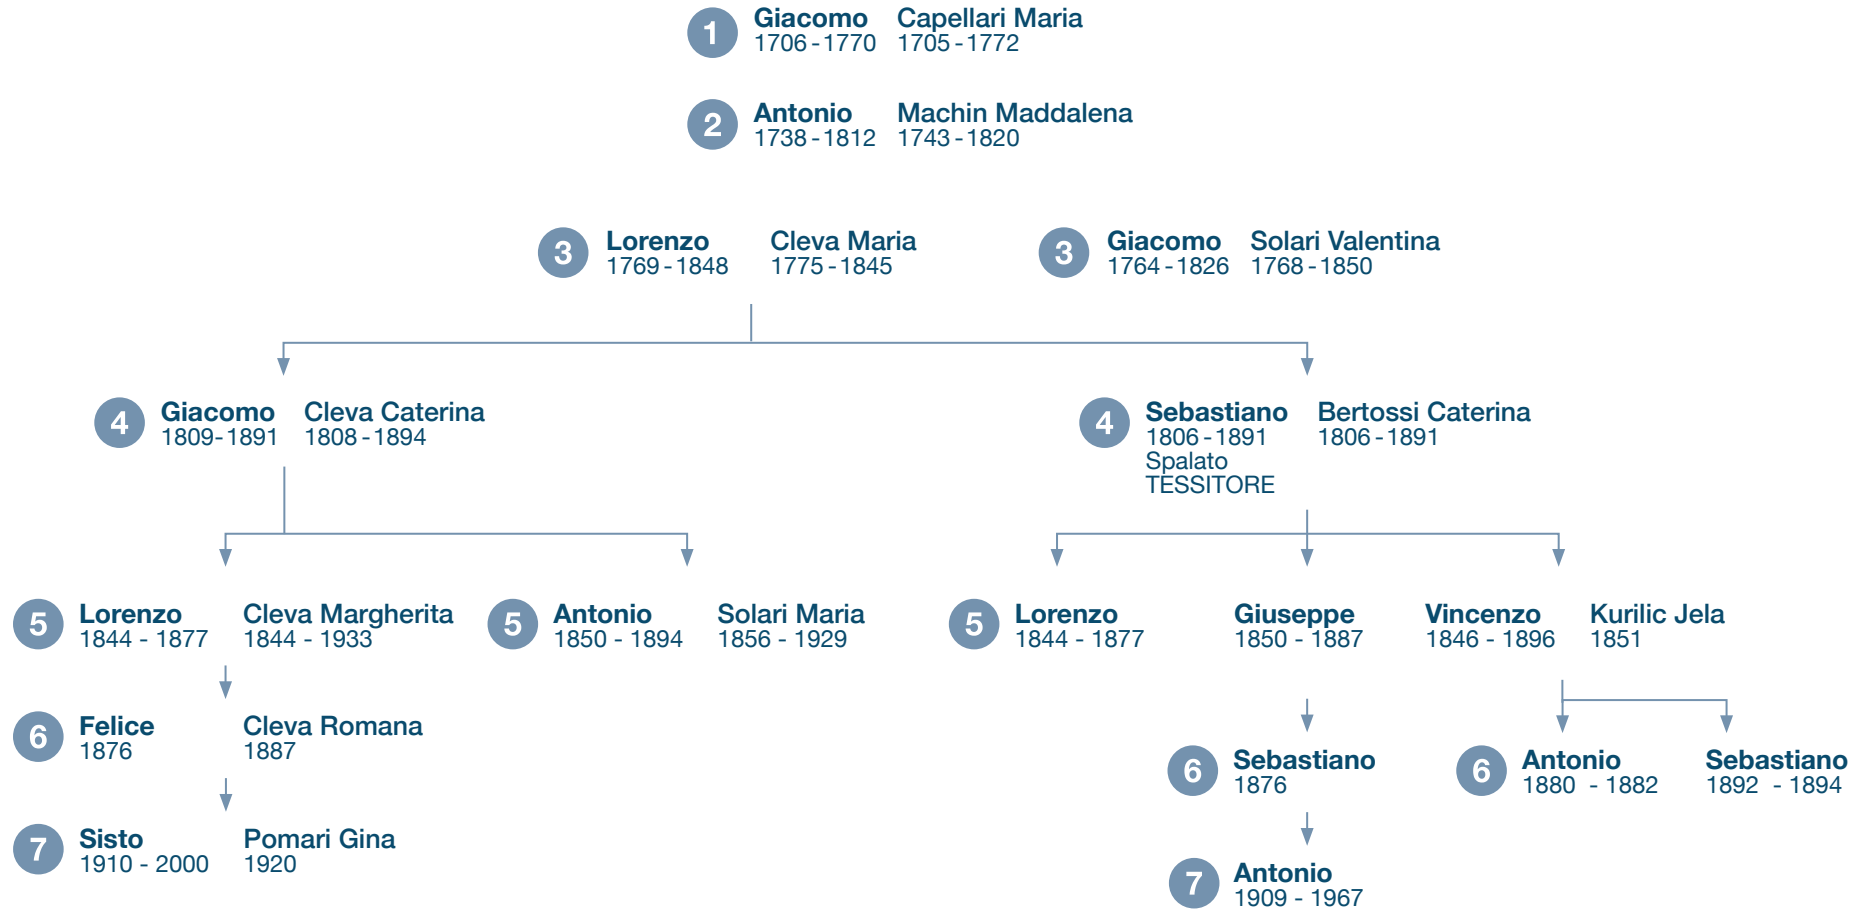 1 Giacomo Capellari Maria
1706 - 1770 1705 - 1772
2 Antonio Machin Maddalena
1738 - 1812 1743 - 1820
3 Lorenzo Cleva Maria 3 Giacomo Solari Valentina
1769 - 1848 1775 - 1845 1764 - 1826 1768 - 1850
4 Giacomo Cleva Caterina 4 Sebastiano Bertossi Caterina
1809 - 1891 1808 - 1894 1806 - 1891 1806 - 1891
Spalato
TESSITORE
5 Lorenzo Cleva Margherita 5 Antonio Solari Maria 5 Lorenzo Giuseppe Vincenzo Kurilic Jela
1844 - 1877 1844 - 1933 1850 - 1894 1856 - 1929 1844 - 1877 1850 - 1887 1846 - 1896 1851
6 Felice Cleva Romana
1876 1887
6 Sebastiano 6 Antonio Sebastiano
1876 1880 - 1882 1892 - 1894
7 Sisto Pomari Gina
1910 - 2000 1920
7 Antonio
1909 - 1967